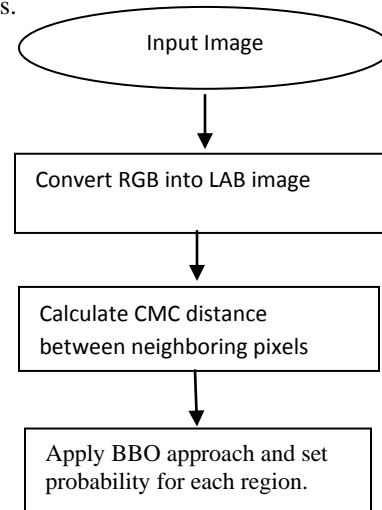 s.
Input Image
Convert RGB into LAB image
Calculate CMC distance
between neighboring pixels
Apply BBO approach and set
probability for each region.